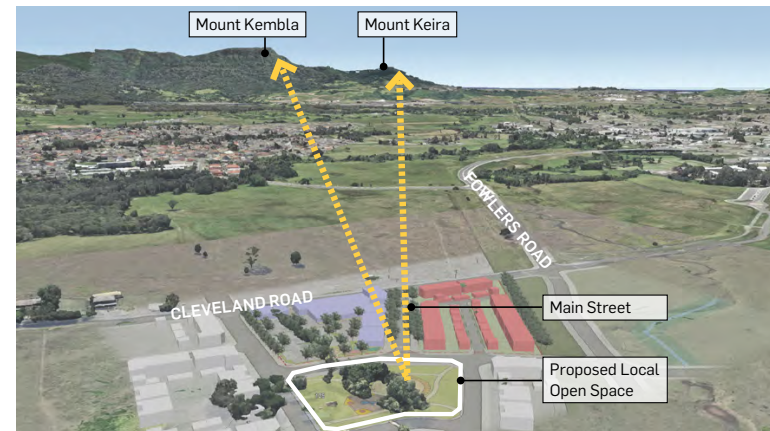 Mount Kembla
Mount Keira
FOWLERS ROAD
CLEVELAND ROAD
Main Street
Proposed Local
Open Space